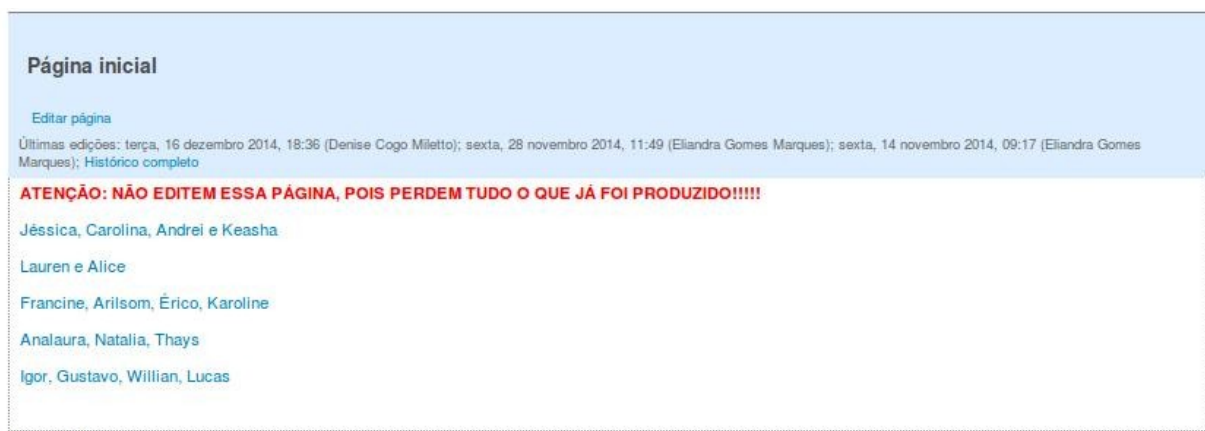 Página inicial
Editar página
Últimas edições: terça, 16 dezembro 2014, 18:36 (Denise Cogo Miletto); sexta, 28 novembro 2014, 11:49 (Eliandra Gomes Marques); sexta, 14 novembro 2014, 09:17 (Eliandra Gomes
Marques); Histórico completo
ATENÇÃO: NÃO EDITEM ESSA PÁGINA, POIS PERDEM TUDO O QUE JÁ FOI PRODUZIDO!!!!!
Jéssica, Carolina, Andrei e Keasha
Lauren e Alice
Francine, Arilsom, Érico, Karoline
Analaura, Natalia, Thays
Igor, Gustavo, Willian, Lucas